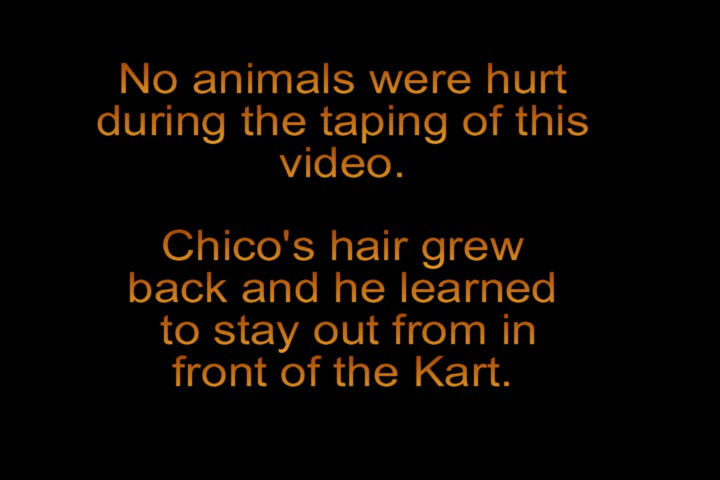 No animals were hurt
during the taping of this
video.
Chico's hair grew
back and he learned
to stay out from in
front of the Kart.